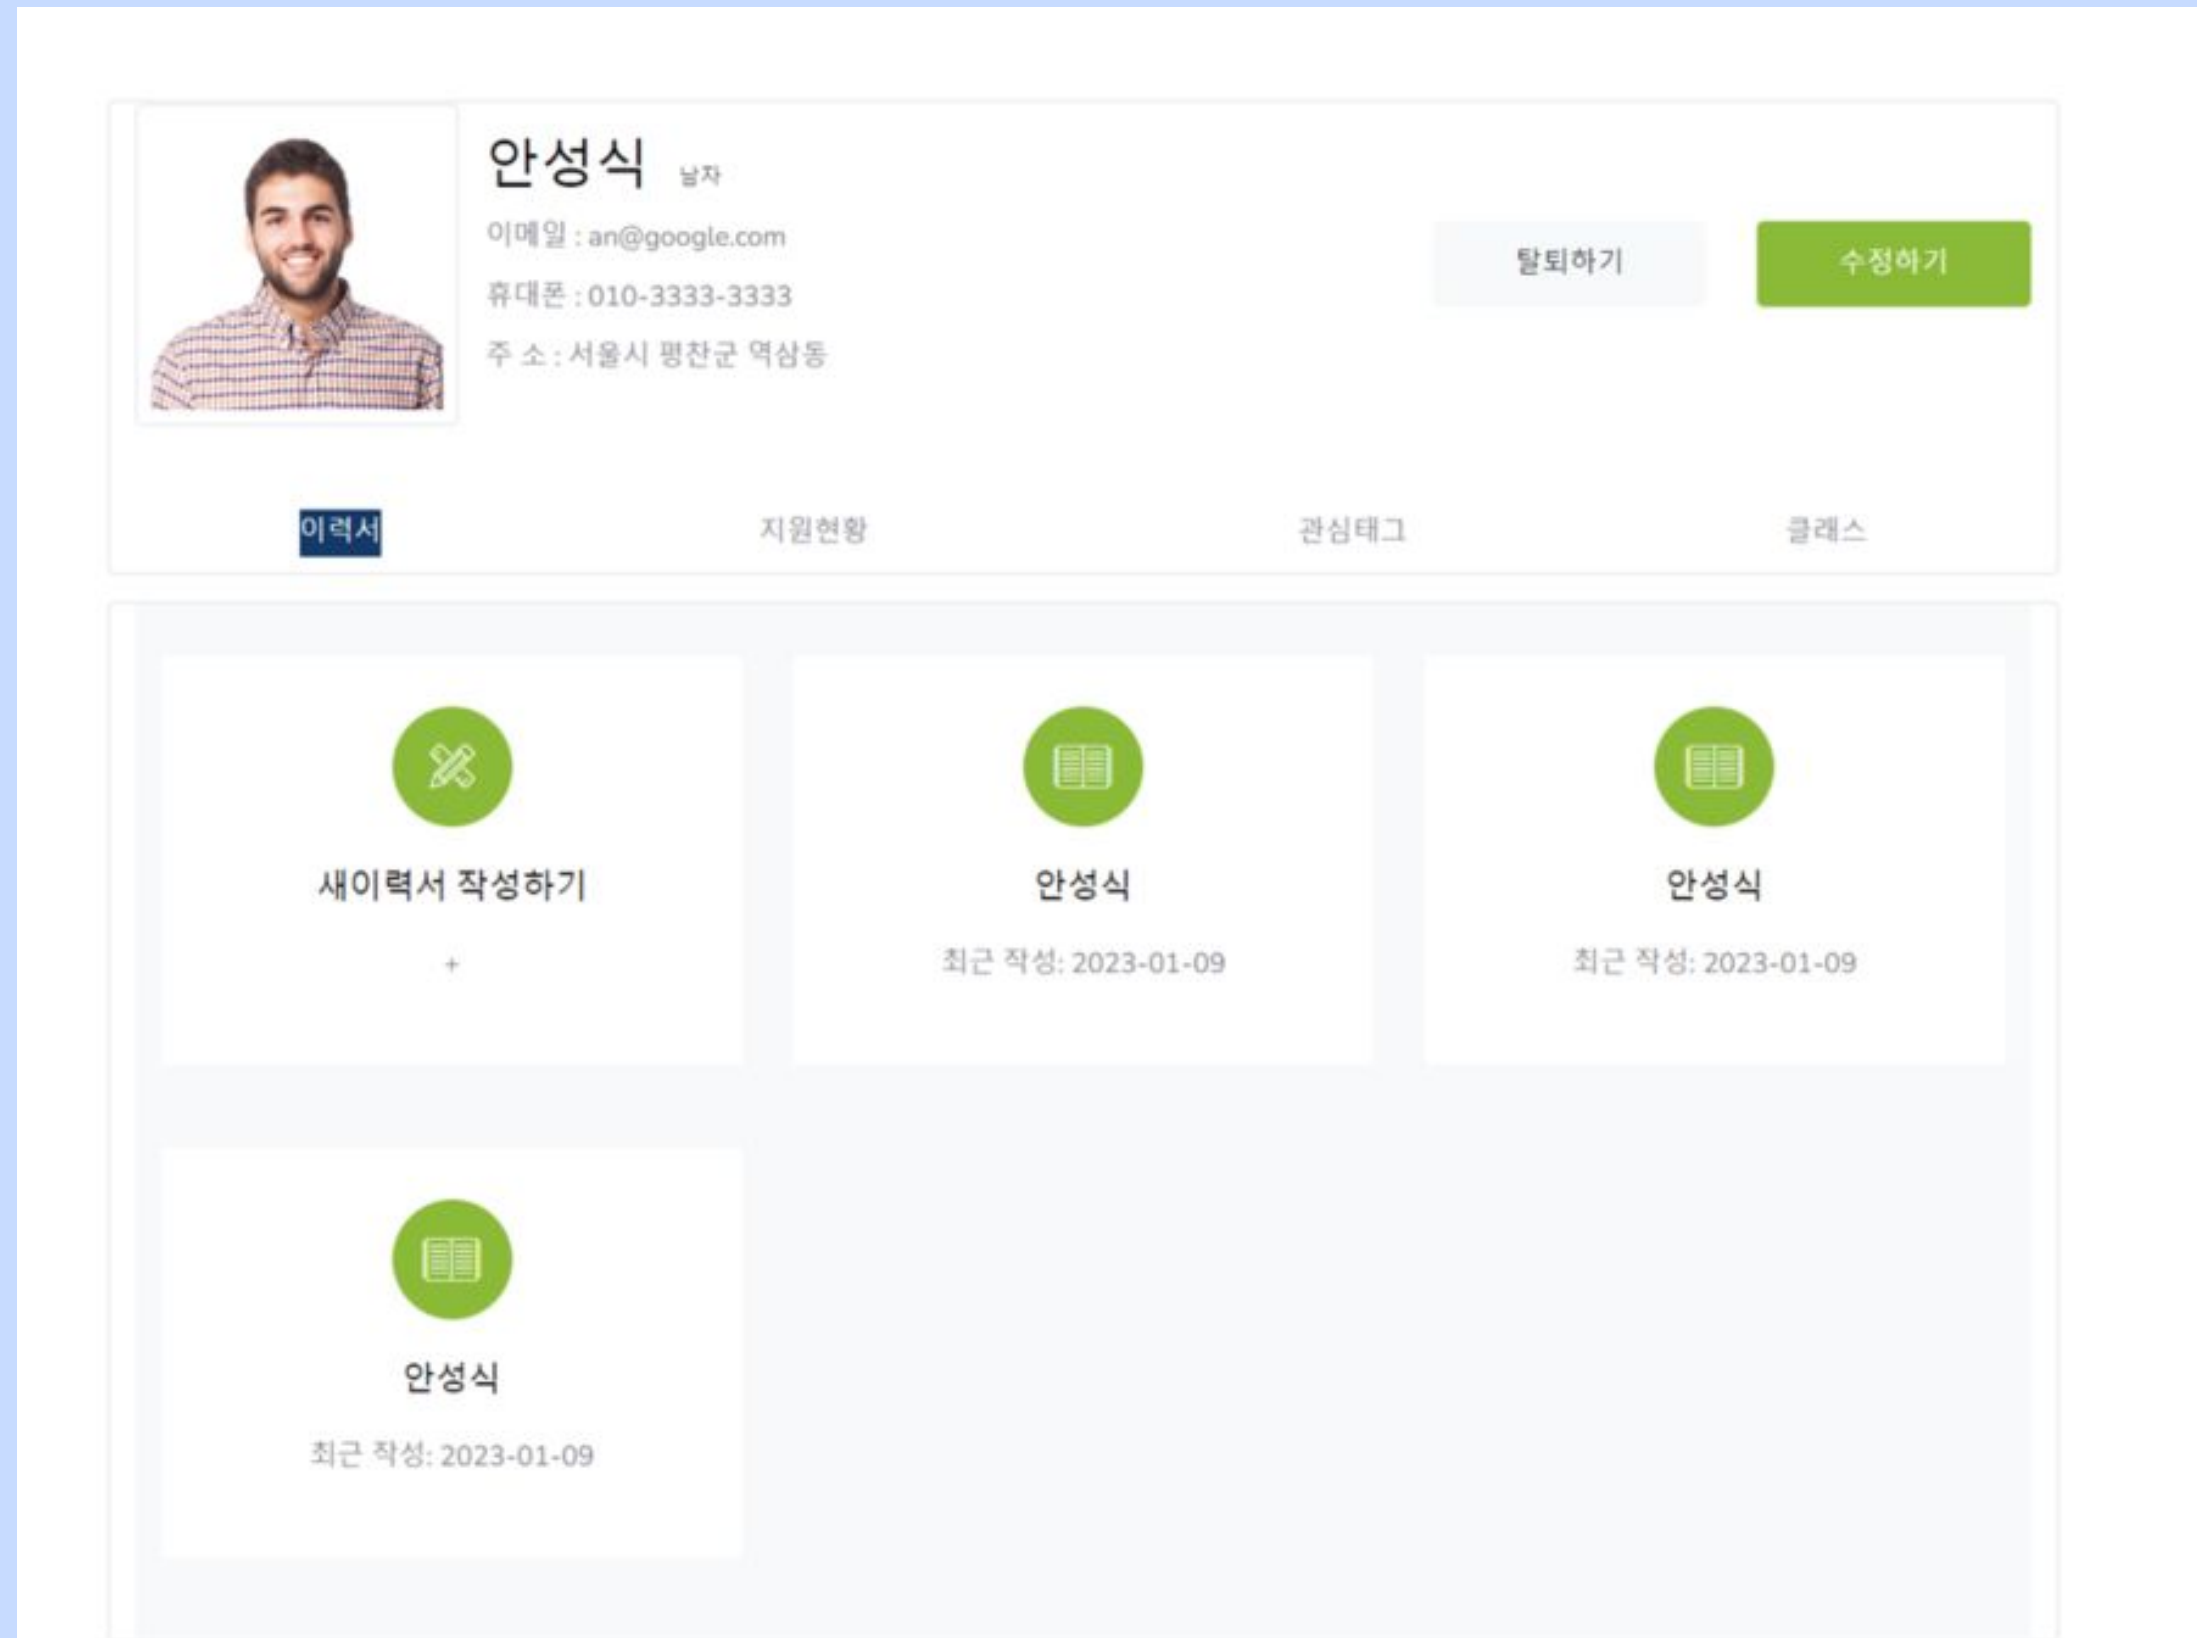 안성식 남자
이메일 : an@google.com
휴대폰 : 010-3333-3333
주 소 : 서울시 평찬군 역삼동
탈퇴하기
수정하기
이력서
지원현황
관심태그
클래스
새이력서 작성하기
+
안성식
최근 작성: 2023-01-09
안성식
최근 작성: 2023-01-09
안성식
최근 작성: 2023-01-09